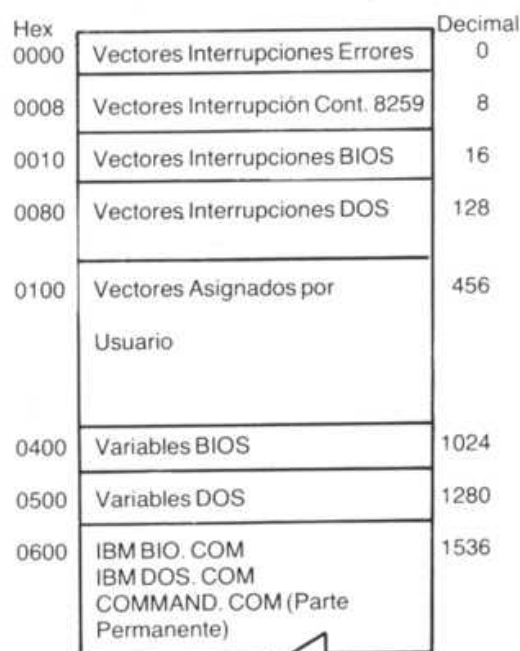 Hex Decimal
0000 Vectores Interrupciones Errores 0
0008 Vectores Interrupción Cont. 8259 8
0010 Vectores Interrupciones BIOS 16
0080 Vectores Interrupciones DOS 128
0100 Vectores Asignados por 456
Usuario
0400 Variables BIOS 1024
0500 Variables DOS 1280
0600 IBM BIO. COM 1536
IBM DOS. COM
COMMAND. COM (Parte
Permanente)